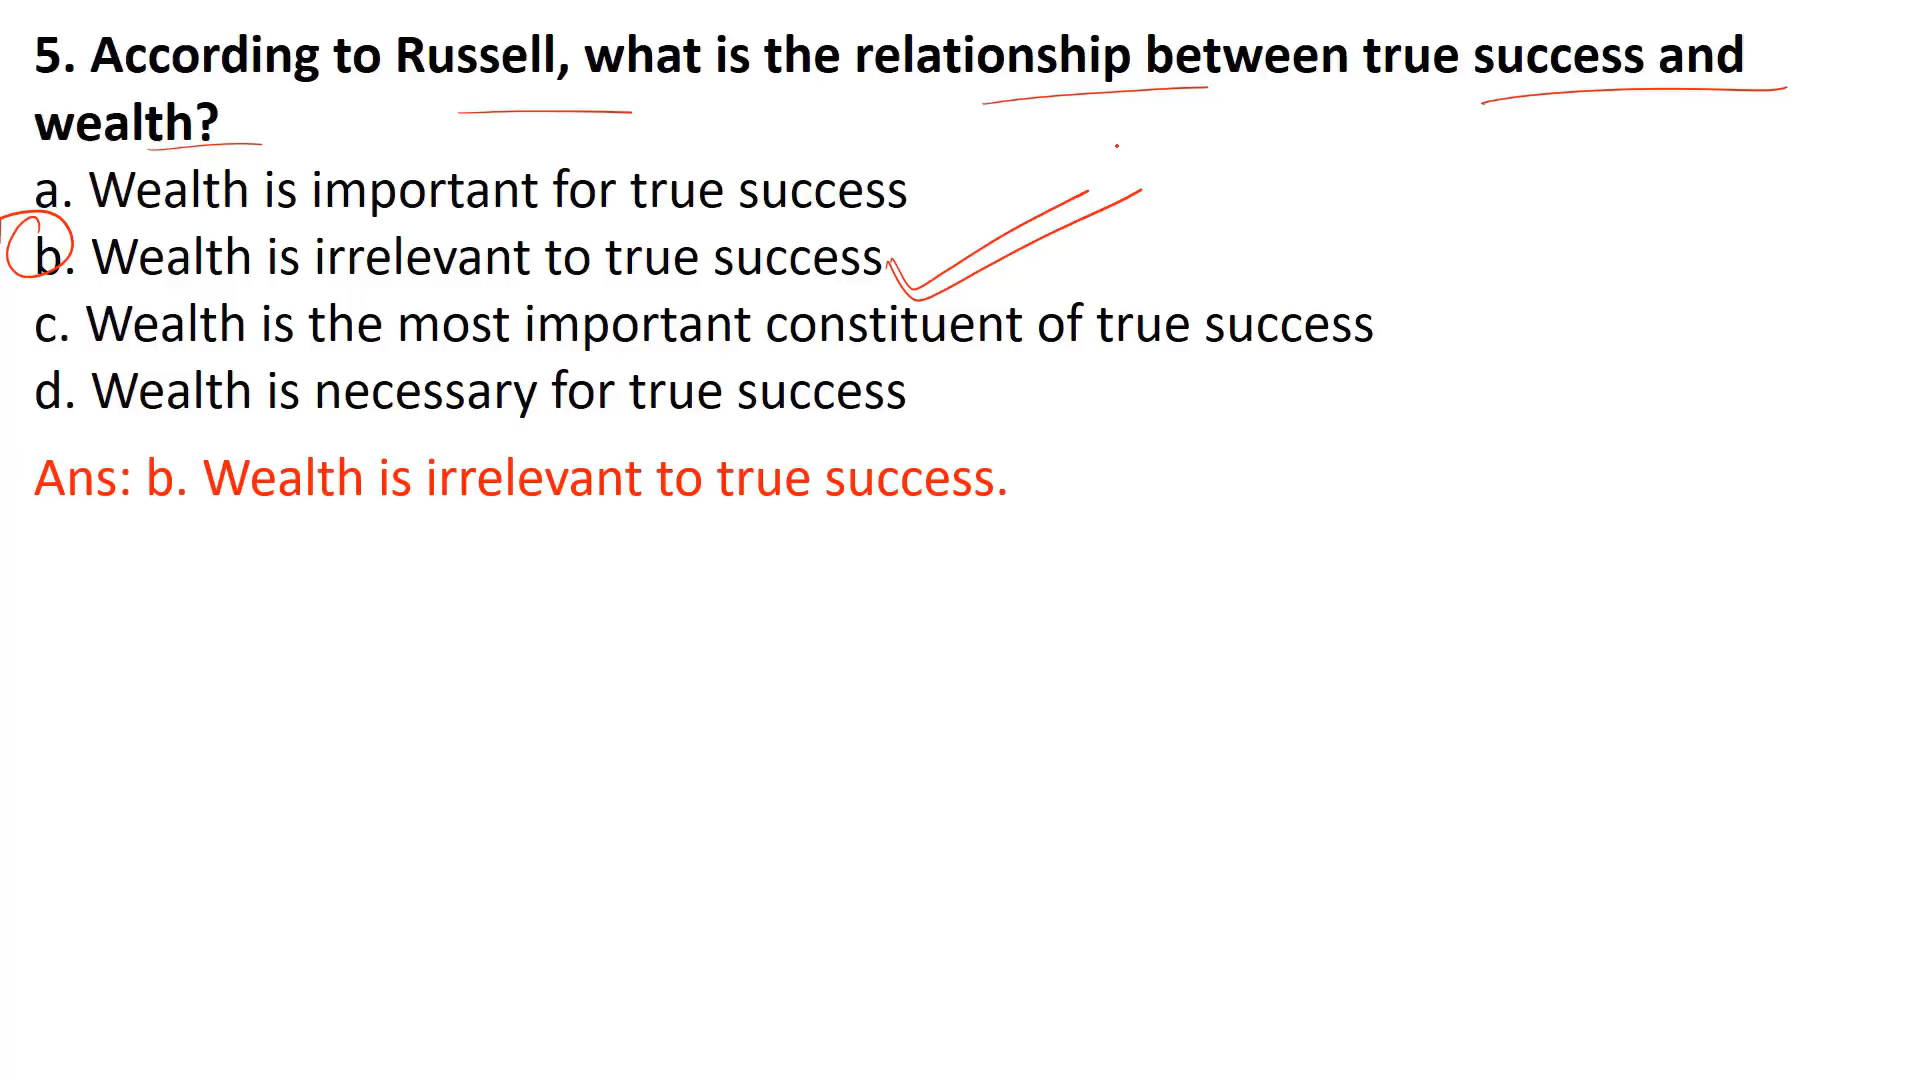 5. According to Russell, what is the relationship between true success and
wealth?
a. Wealth is important for true success
b. Wealth is irrelevant to true success
c. Wealth is the most important constituent of true success
d. Wealth is necessary for true success
Ans: b. Wealth is irrelevant to true success.